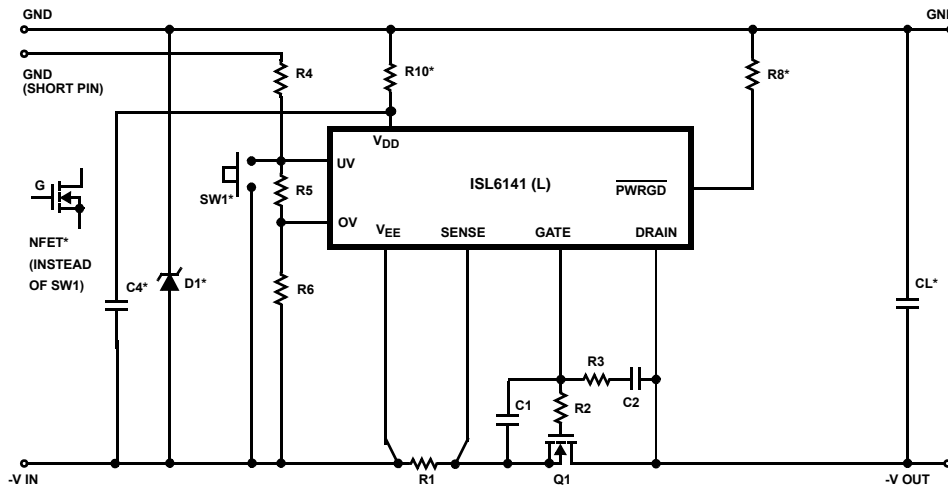 GND
GND
GND
(SHORT PIN)
R4
R10*
R8*
VDD
UV
ISL6141 (L)
PWRGD
G
SW1*
R5
OV
VEE
SENSE
GATE
DRAIN
NFET*
(INSTEAD
OF SW1)
C4*
D1*
R6
CL*
R3
C1
R2
C2
-V IN
R1
Q1
-V OUT